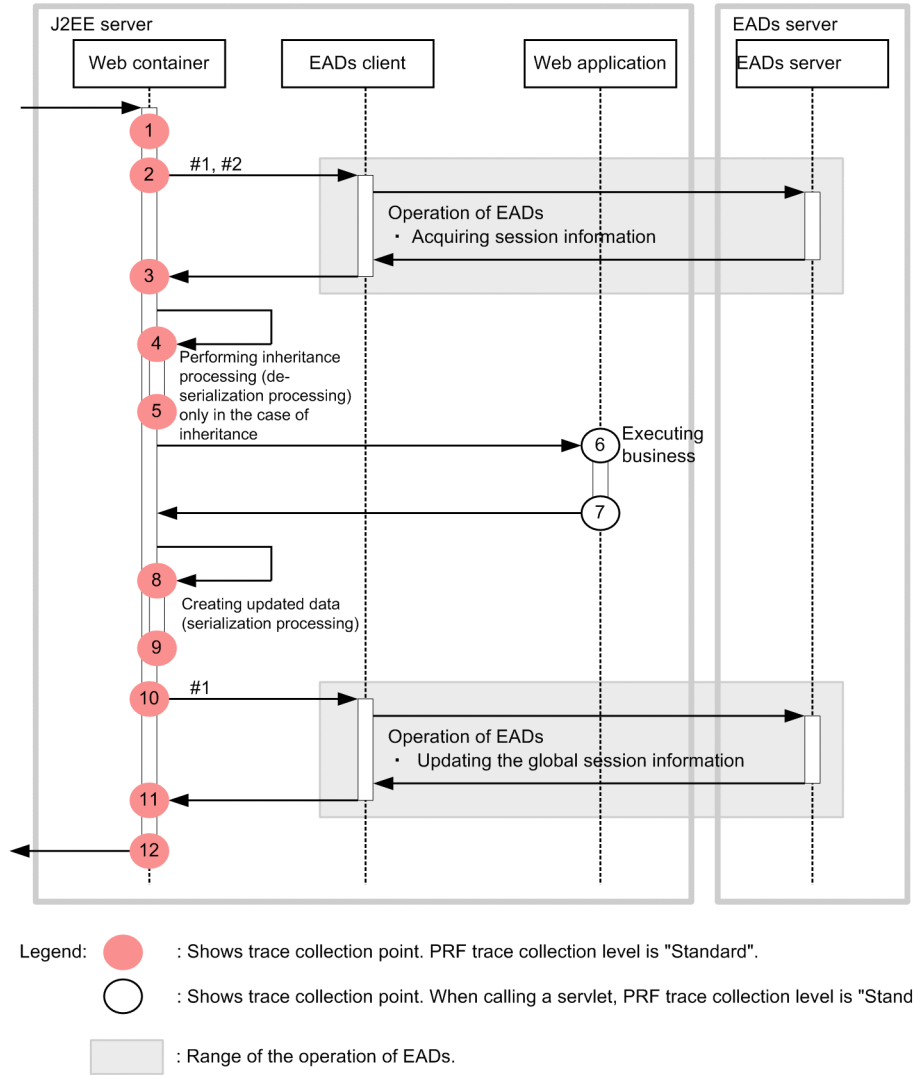 J2EE server
EADs server
Web container
EADs client
Web application
EADs server
1
2
#1, #2
Operation of EADs
・ Acquiring session information
3
4
Performing inheritance
processing (de-
serialization processing)
only in the case of
inheritance
5
6
Executing
business
7
8
Creating updated data
(serialization processing)
9
10
#1
Operation of EADs
・ Updating the global session information
11
12
Legend:
: Shows trace collection point. PRF trace collection level is "Standard".
: Shows trace collection point. When calling a servlet, PRF trace collection level is "Stand
: Range of the operation of EADs.